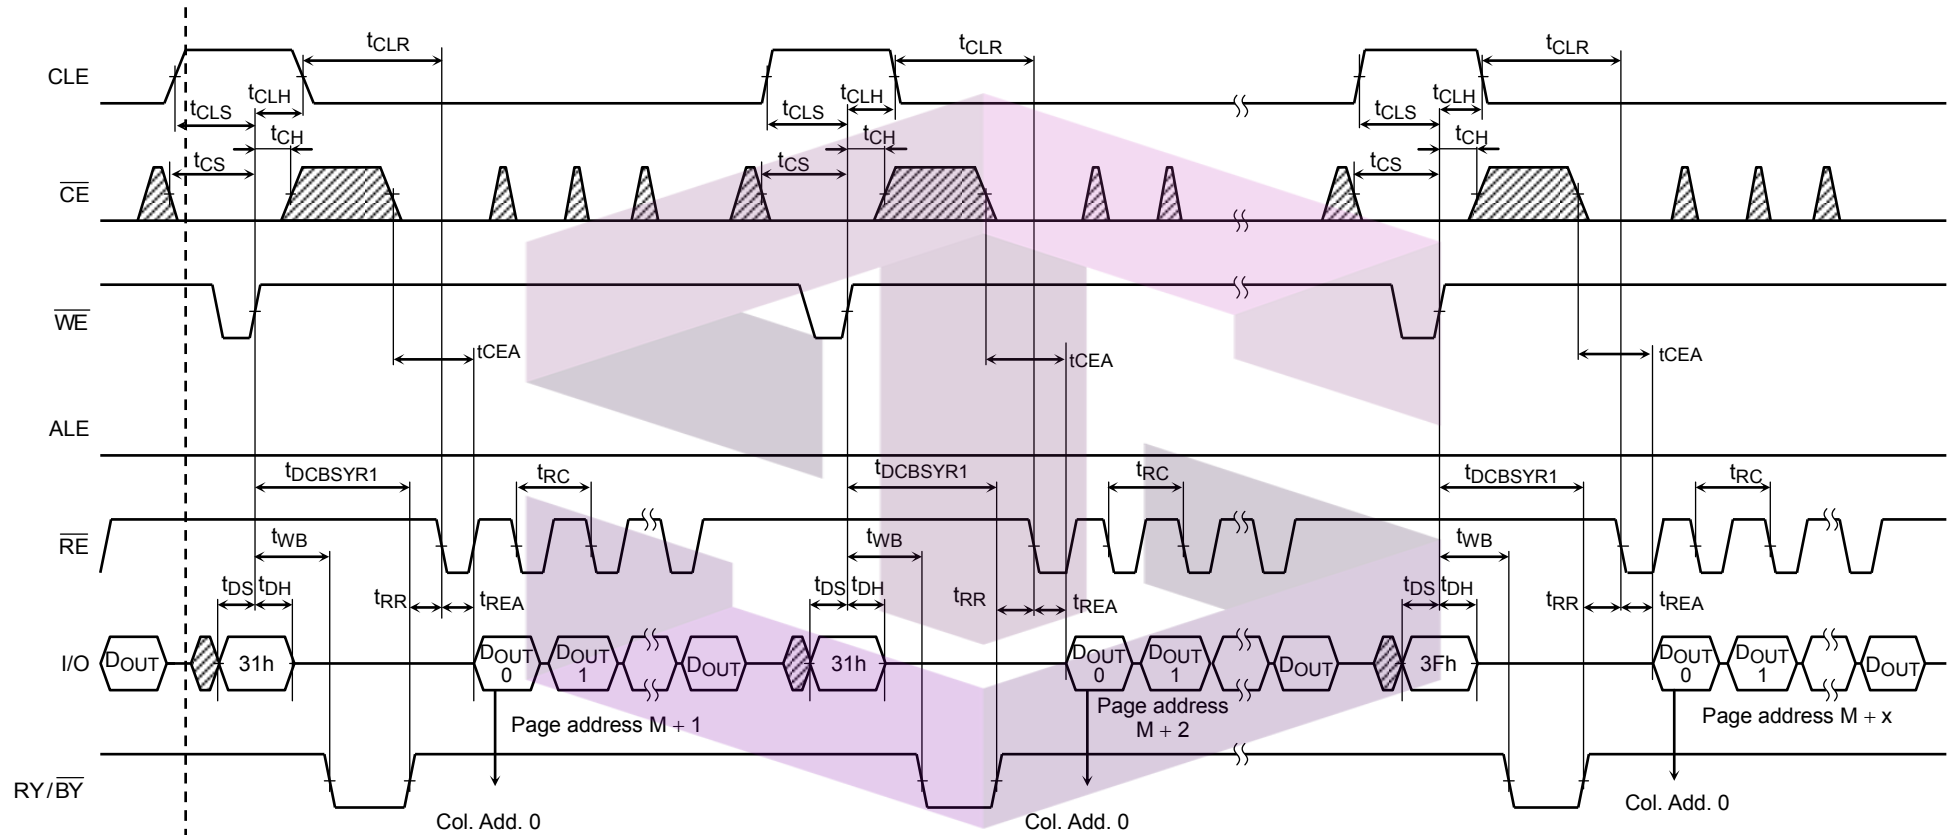 CLE tCLR tCLR tCLR
tCLH tCLH tCLH
tCLS tCLS tCLS
tCH tCH tCH
CE tCS tCS tCS
WE
tCEA tCEA tCEA
ALE
tDCBSYR1 tRC tDCBSYR1 tRC tDCBSYR1 tRC
RE tWB tWB tWB
tDS tDH tDS tDH tDS tDH
tRR tREA tRR tREA tRR tREA
I/O DOUT 31h DOUT 0 DOUT 1 DOUT 31h DOUT 0 DOUT 1 DOUT 3Fh DOUT 0 DOUT 1 DOUT
Page address M + 1
Page address
M + 2
Page address M + x
RY/BY
Col. Add. 0 Col. Add. 0 Col. Add. 0